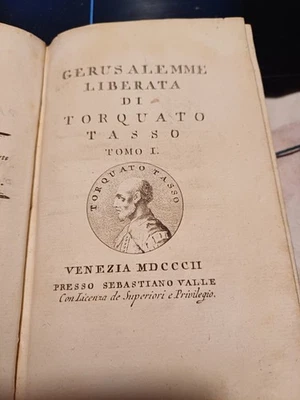 GERUSALEMME
LIBERATA
DI
TORQUATO
TASSO
TOMO I.
TORQUATO TASSO
VENEZIA MDCCCII
PRESSO SEBASTIANO VALLE
Con Licenza de Superiori e Privilegio.